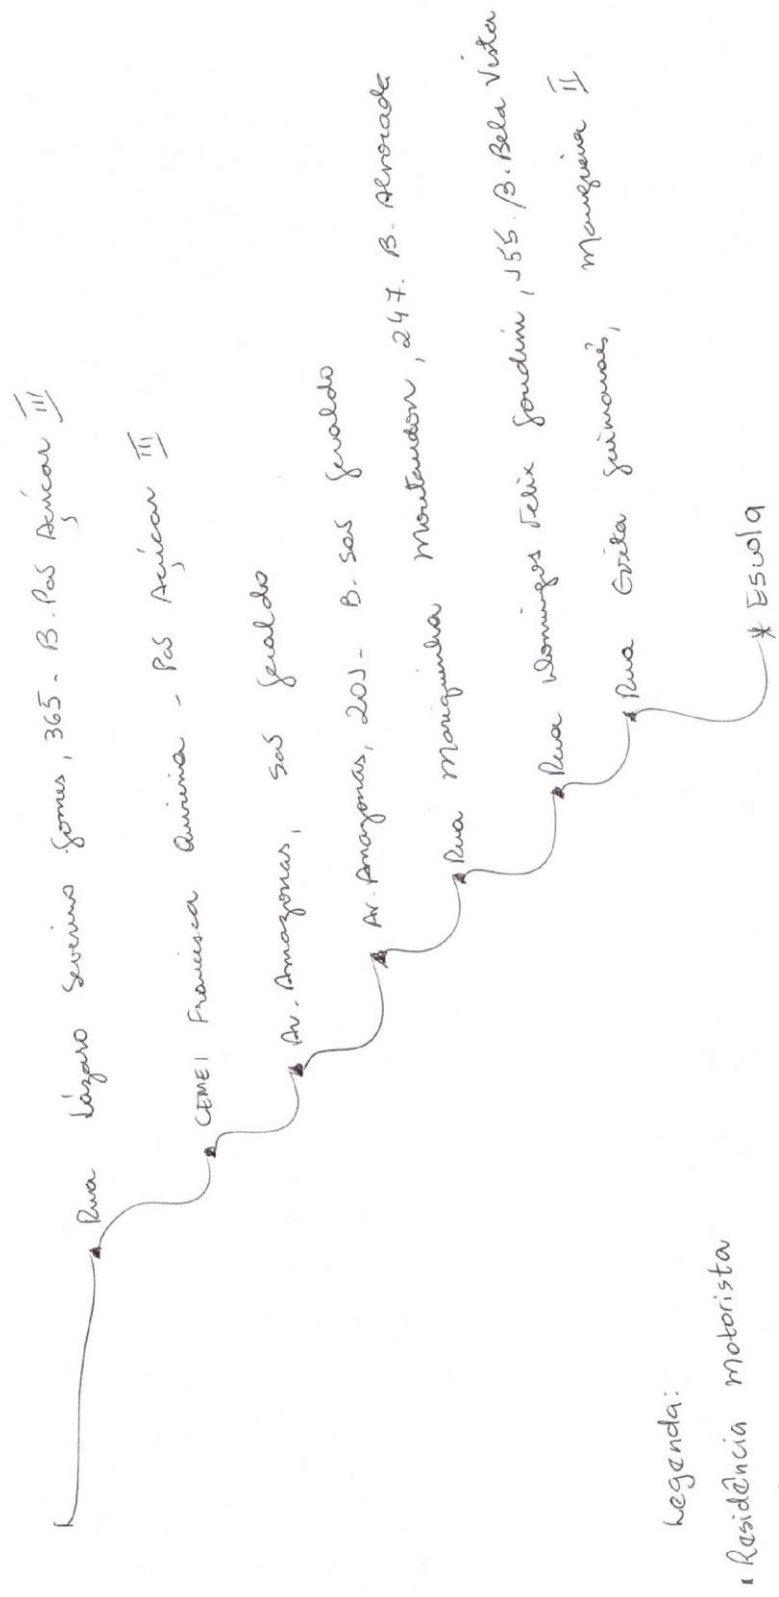 Rua Lázaro Severino Gomes, 365 - B. Pão Açúcar III
CEMEI Francisca Quirina - Pão Açúcar III
Av. Amazonas, São Geraldo
Av. Amazonas, 201 - B. São Geraldo
Rua Mariquinha Montandon, 247. B. Alvorada
Rua Domingos Felix Gondim, 155. B. Bela Vista
Rua Guimarães, Mangueira II
* Escola
Legenda:
▪ Residência motorista